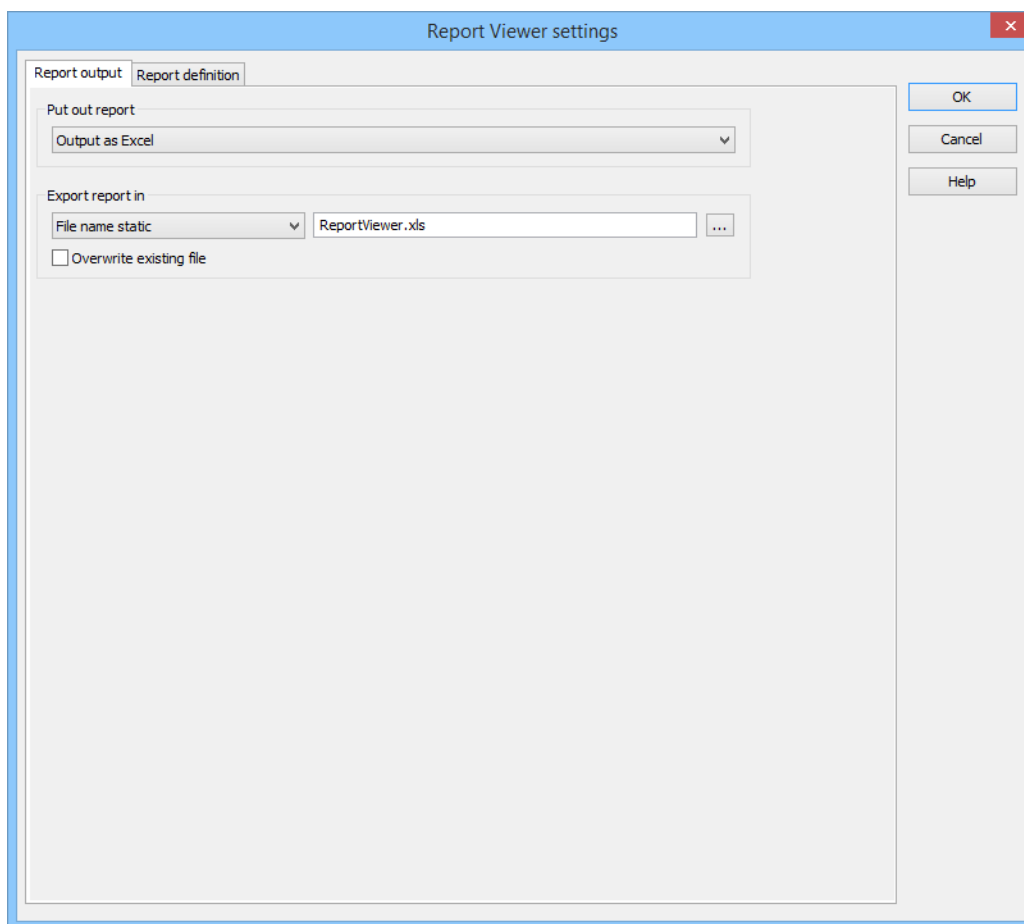 Report Viewer settings
Report output
Report definition
OK
Put out report
Output as Excel
Cancel
Help
Export report in
File name static
ReportViewer.xls
...
Overwrite existing file